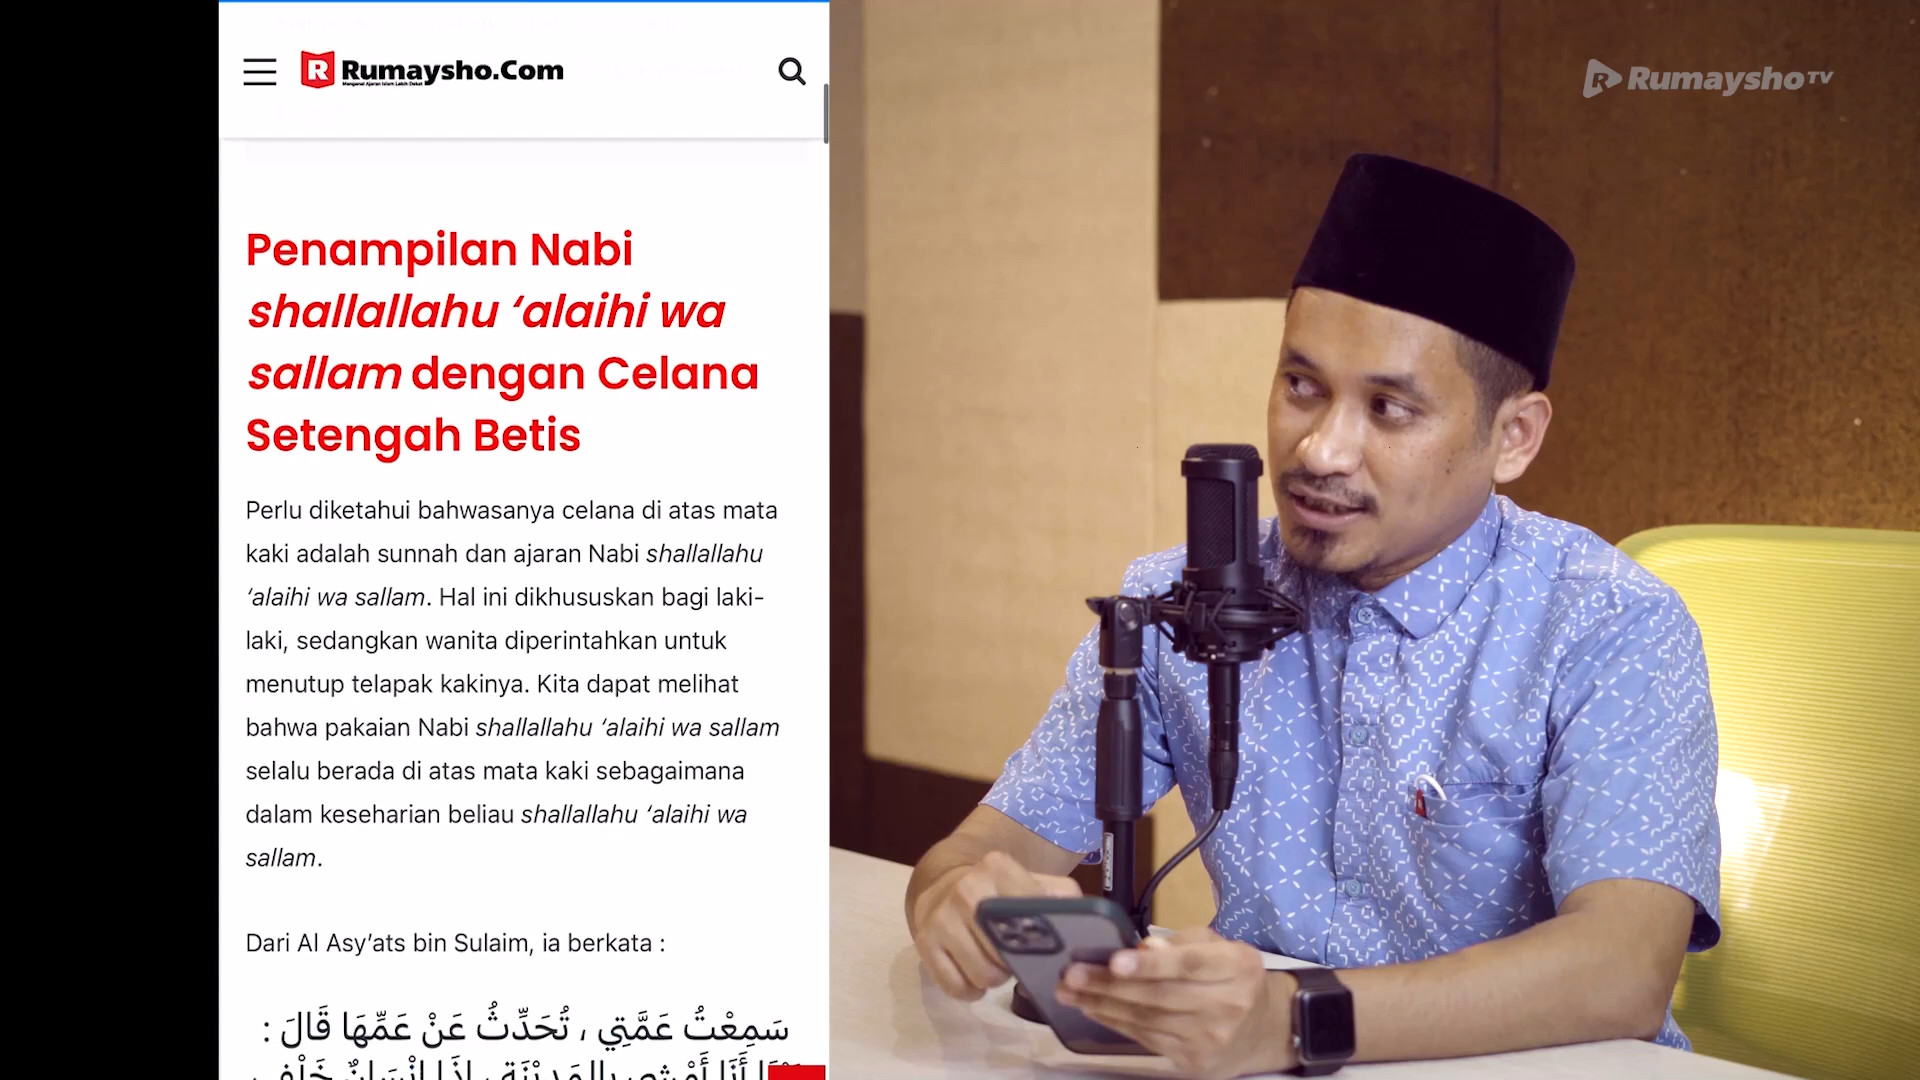 Rumaysho.Com
RumayshoTV
Penampilan Nabi
shallallahu ‘alaihi wa
sallam dengan Celana
Setengah Betis
Perlu diketahui bahwasanya celana di atas mata
kaki adalah sunnah dan ajaran Nabi shallallahu
‘alaihi wa sallam. Hal ini dikhususkan bagi laki-
laki, sedangkan wanita diperintahkan untuk
menutup telapak kakinya. Kita dapat melihat
bahwa pakaian Nabi shallallahu ‘alaihi wa sallam
selalu berada di atas mata kaki sebagaimana
dalam keseharian beliau shallallahu ‘alaihi wa
sallam.
Dari Al Asy’ats bin Sulaim, ia berkata :
سَمِعْتُ عَمَّتِي ، تُحَدِّثُ عَنْ عَمِّهَا قَالَ :
أَنَا أَمْشِي بِالمَدِيْنَةِ ، إِذَا إِنْسَانٌ خَلْفِي